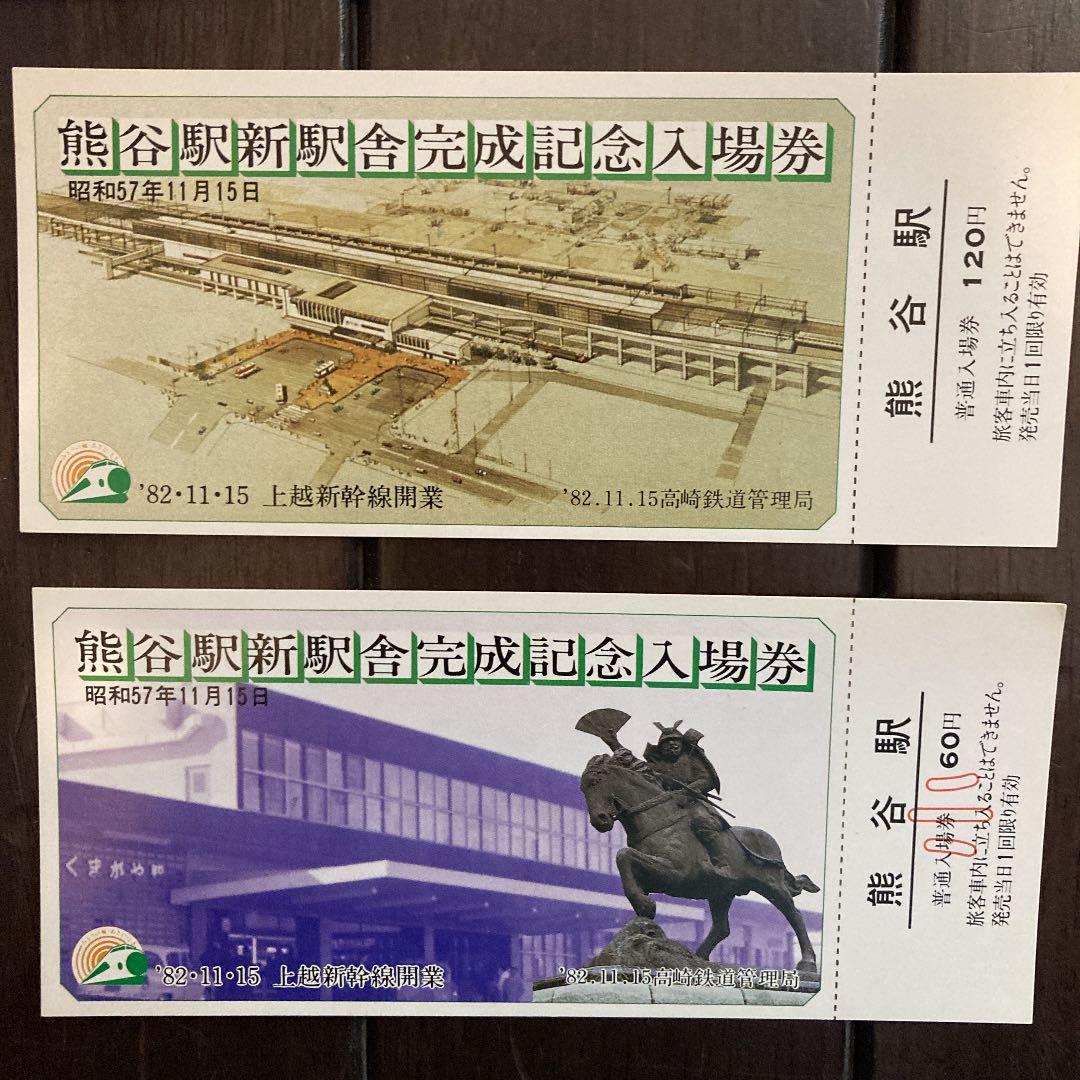 熊谷駅新駅舎完成記念入場券
昭和57年11月15日
'82・11・15 上越新幹線開業
'82.11.15高崎鉄道管理局
熊谷駅
普通入場券 120円
旅客車内に立ち入ることはできません。
発売当日1回限り有効
熊谷駅新駅舎完成記念入場券
昭和57年11月15日
'82・11・15 上越新幹線開業
'82.11.15高崎鉄道管理局
熊谷駅
普通入場券 60円
小
旅客車内に立ち入ることはできません。
発売当日1回限り有効